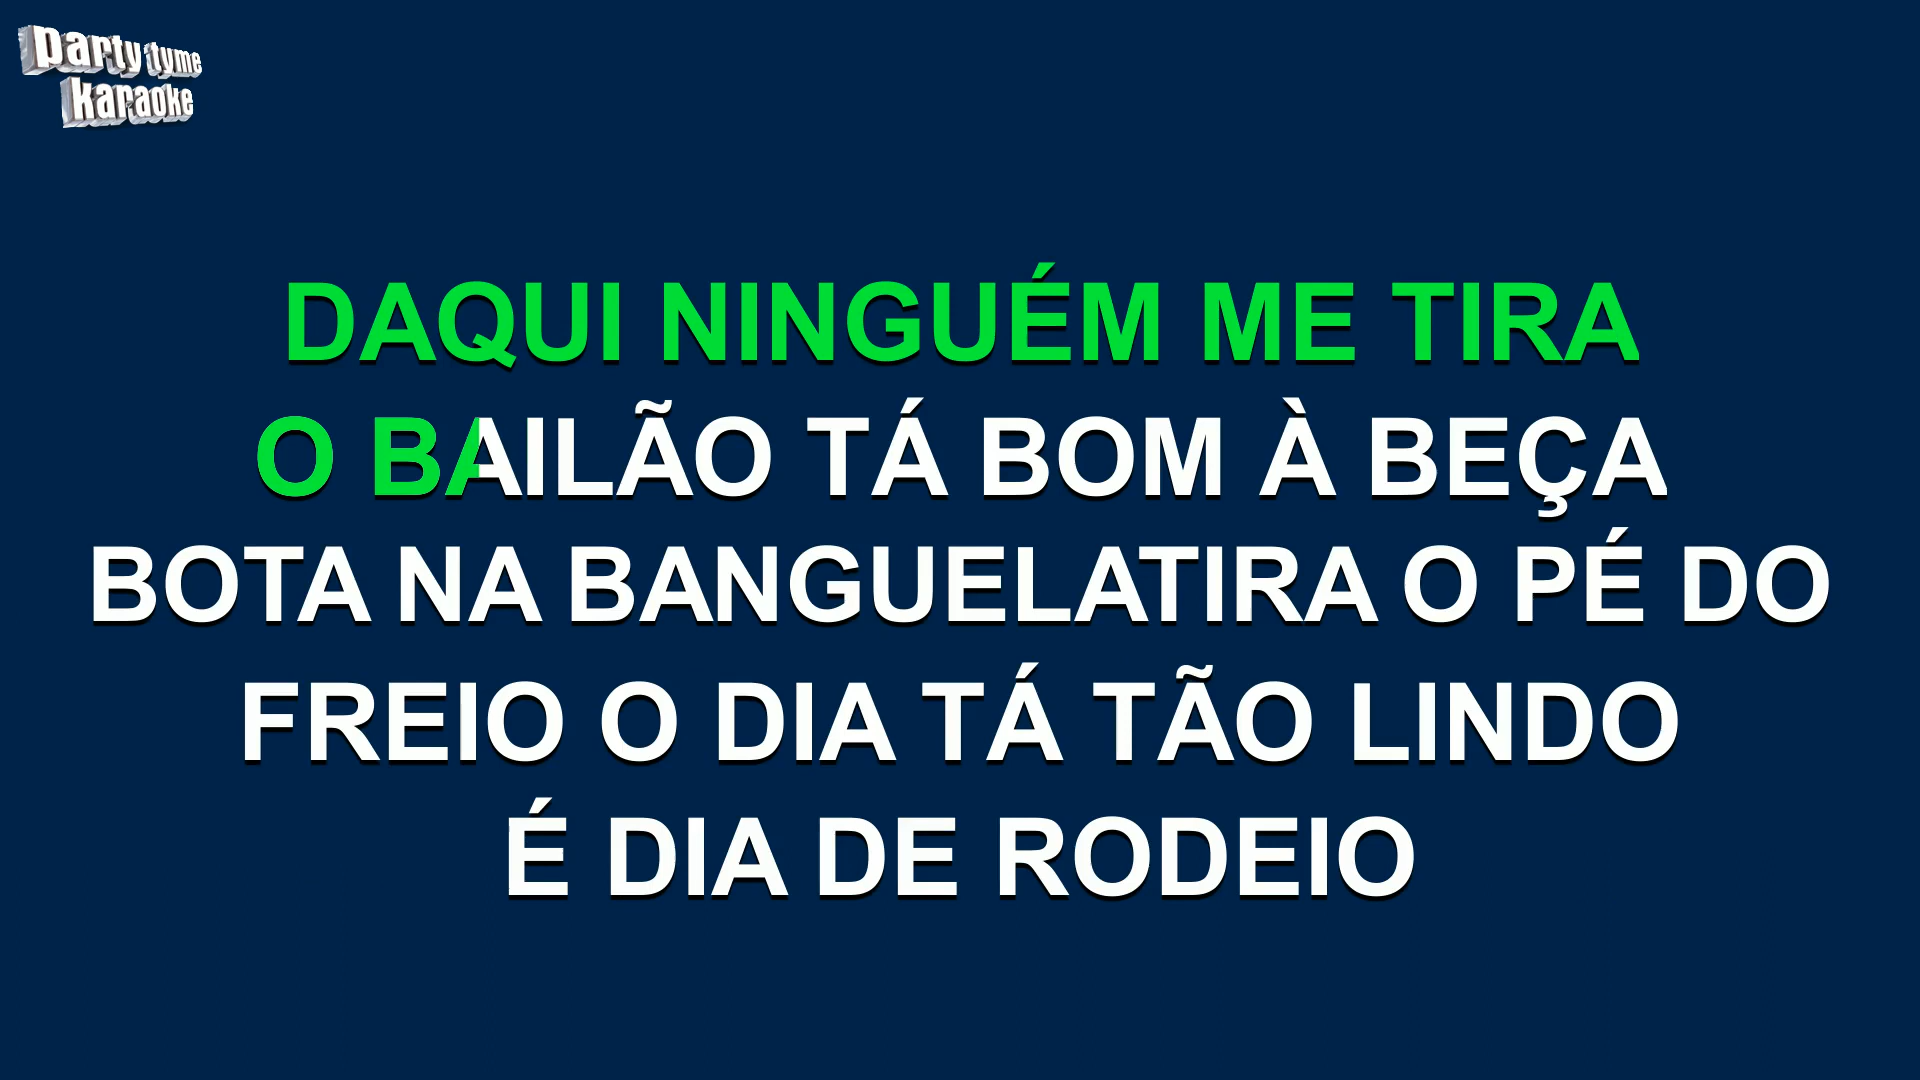 party tyme
karaoke
DAQUI NINGUÉM ME TIRA
O BAILÃO TÁ BOM À BEÇA
BOTA NA BANGUELATIRA O PÉ DO
FREIO O DIA TÁ TÃO LINDO
É DIA DE RODEIO